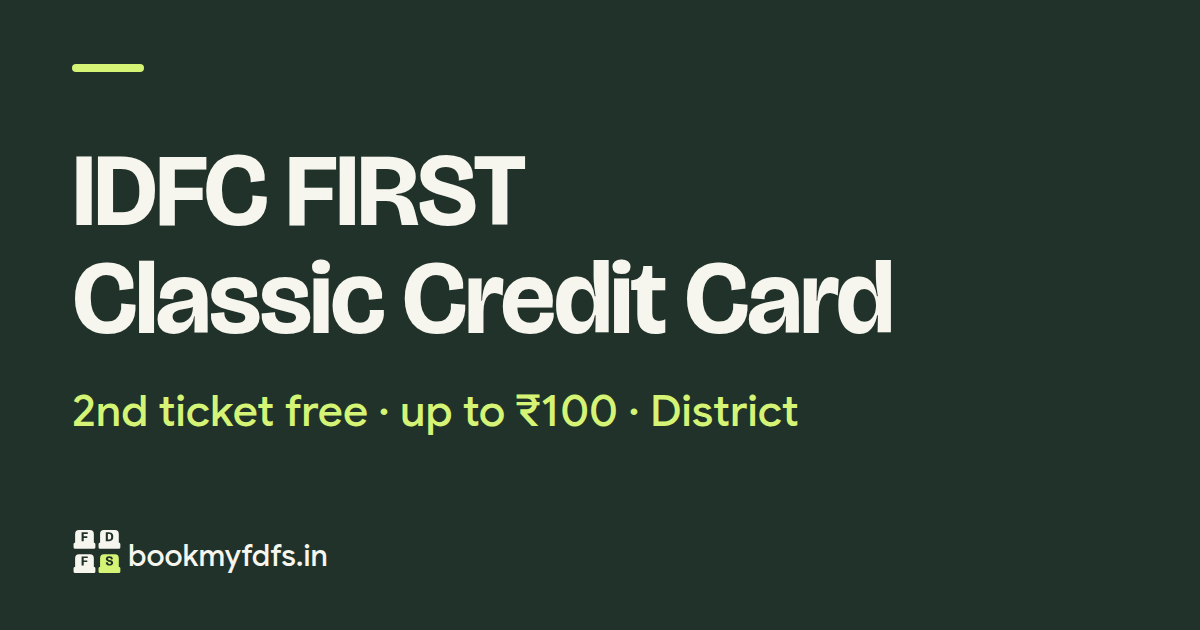 IDFC FIRST
Classic Credit Card
2nd ticket free · up to ₹100 · District
F D
F S
bookmyfdfs.in